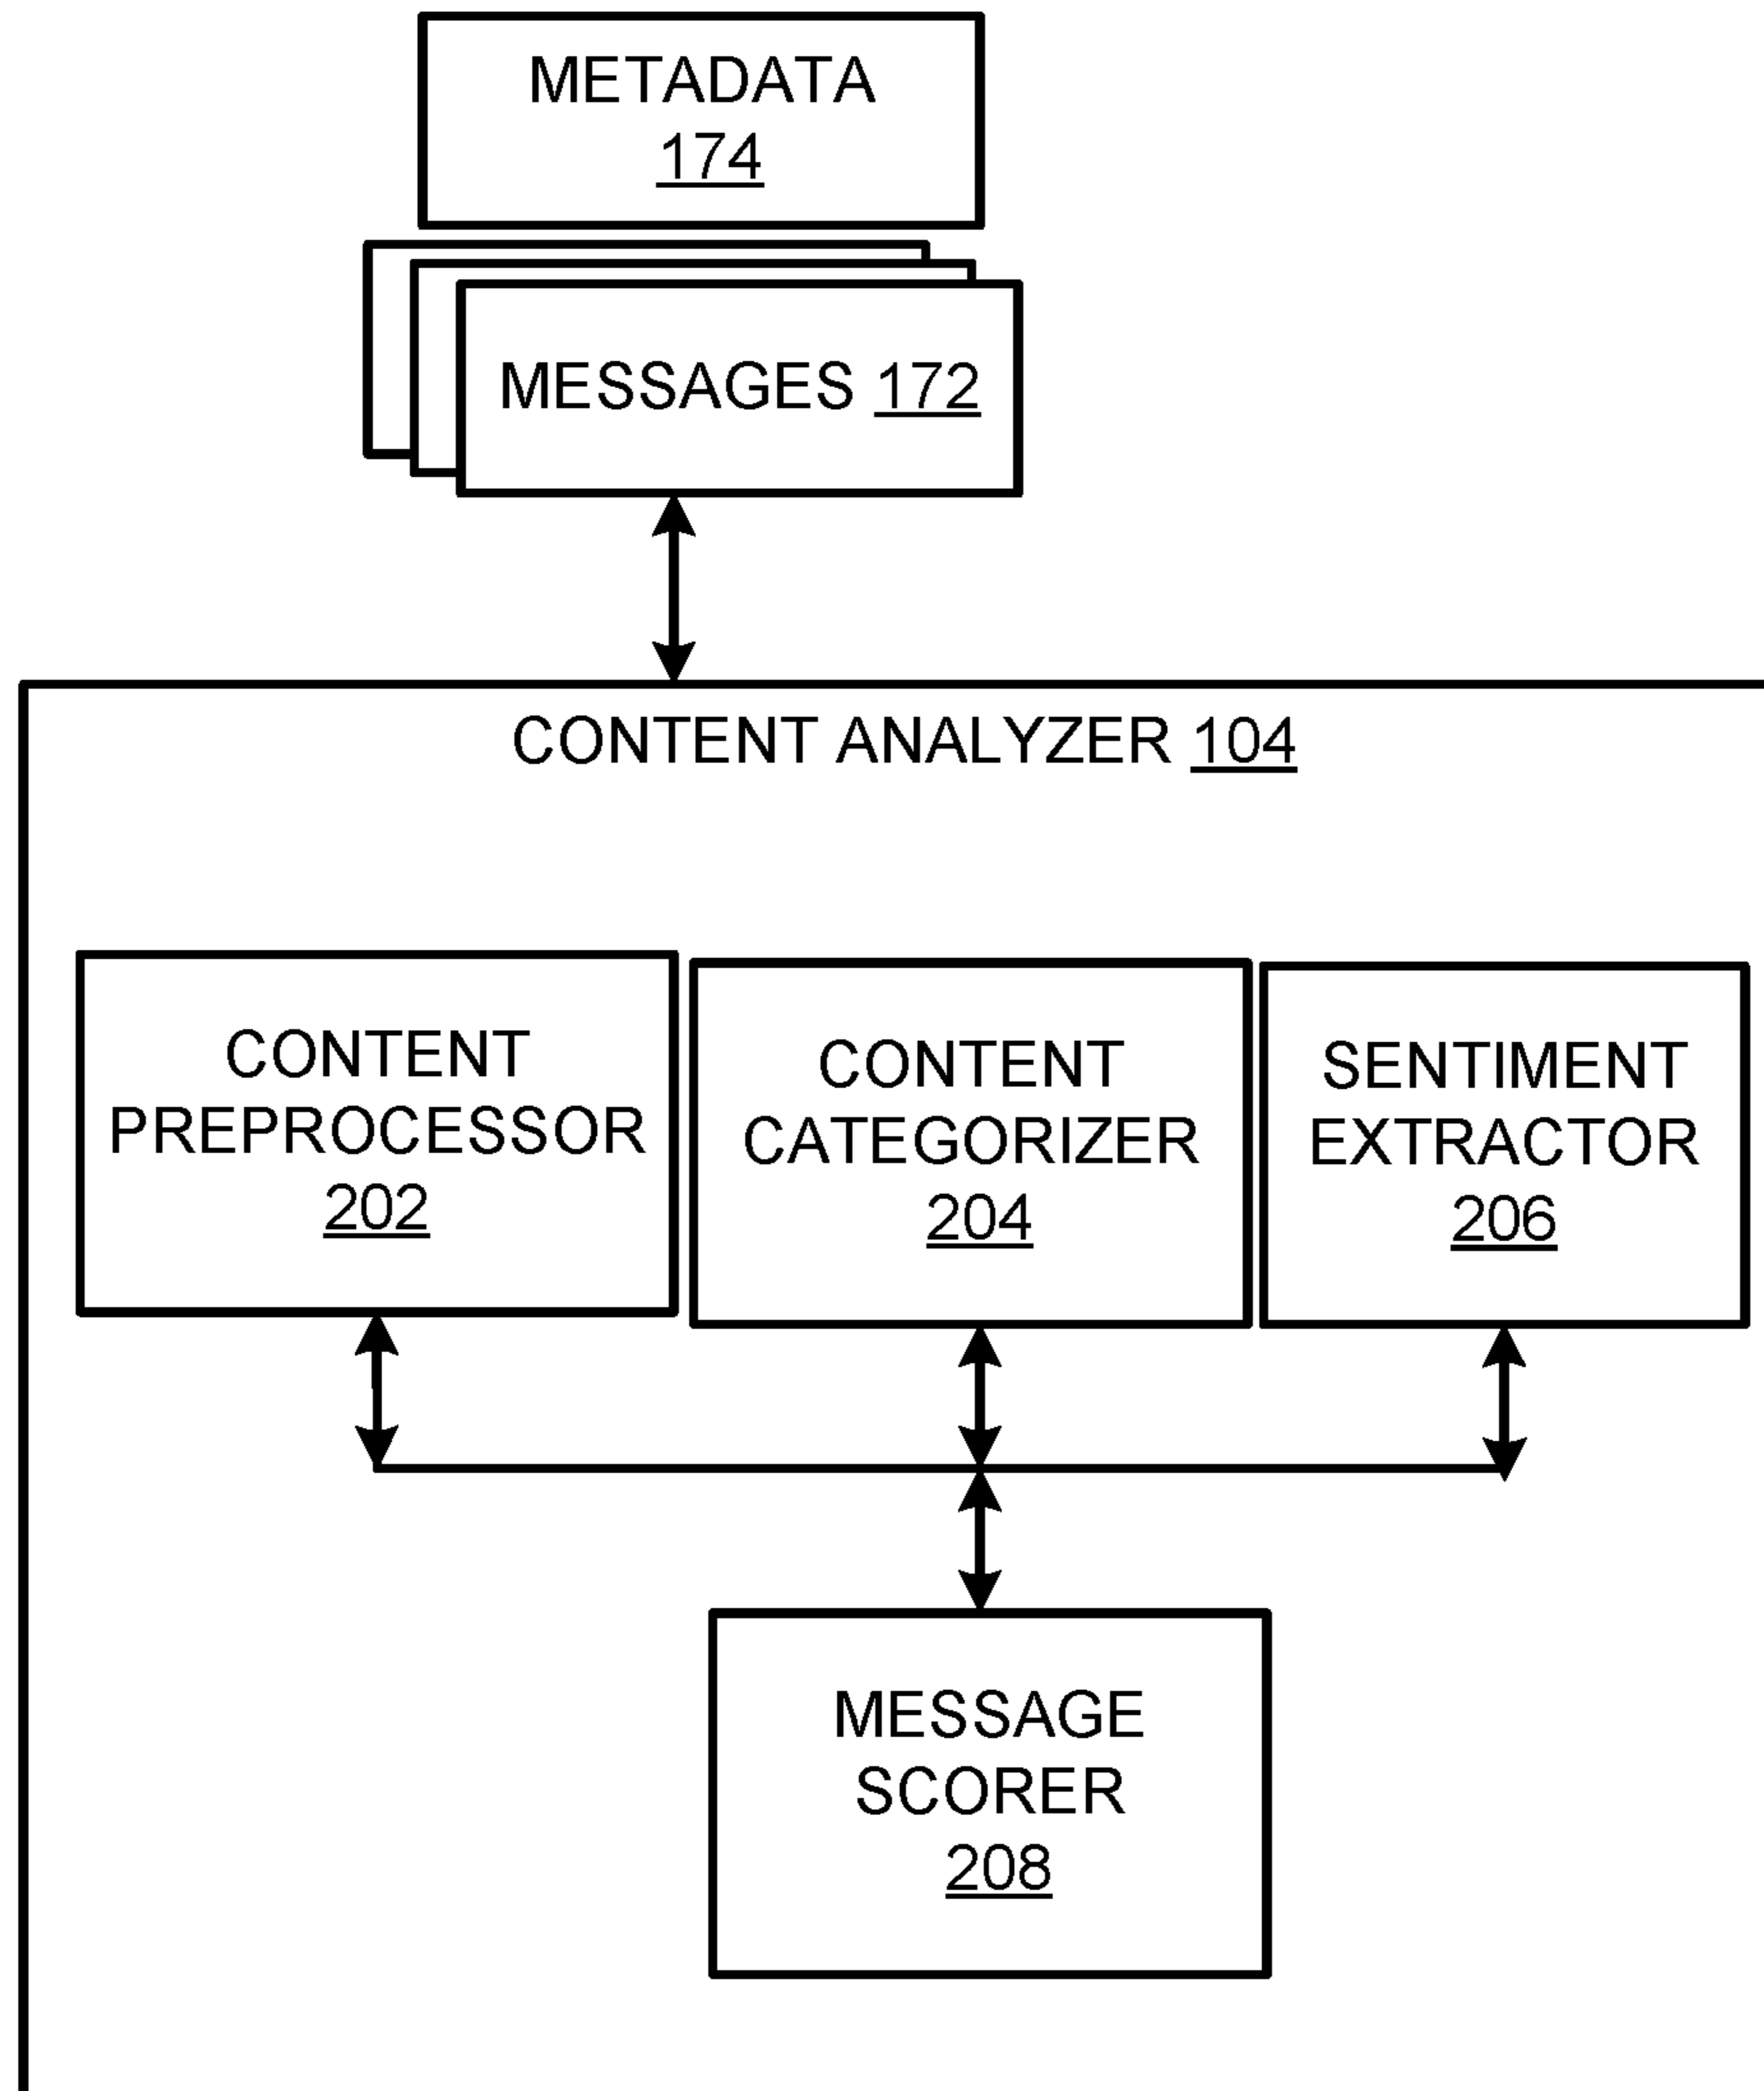 METADATA
174
MESSAGES 172
CONTENT ANALYZER 104
CONTENT
PREPROCESSOR
202
CONTENT
CATEGORIZER
204
SENTIMENT
EXTRACTOR
206
MESSAGE
SCORER
208